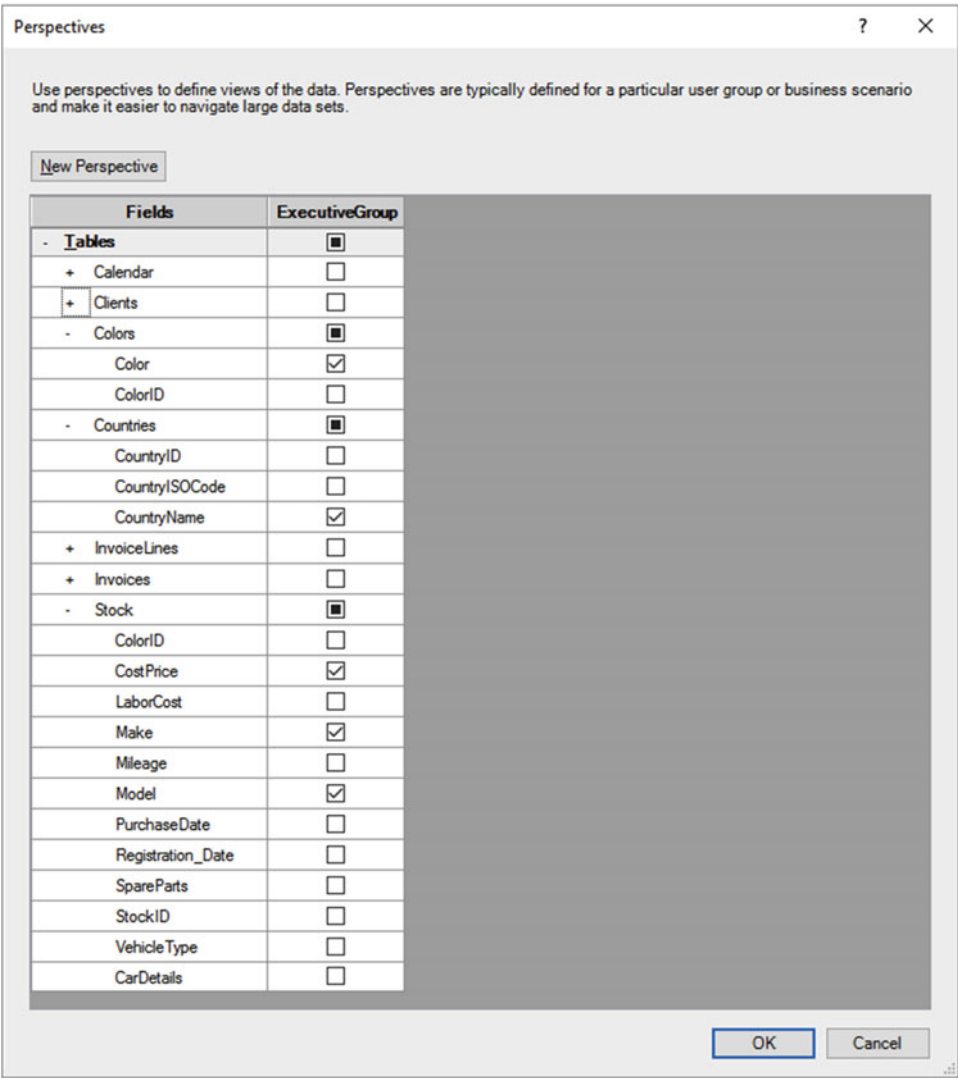 Perspectives ? ✕
Use perspectives to define views of the data. Perspectives are typically defined for a particular user group or business scenario
and make it easier to navigate large data sets.
New Perspective
Fields ExecutiveGroup
- Tables
+ Calendar
+ Clients
- Colors
Color
ColorID
- Countries
CountryID
CountryISOCode
CountryName
+ InvoiceLines
+ Invoices
- Stock
ColorID
CostPrice
LaborCost
Make
Mileage
Model
PurchaseDate
Registration_Date
SpareParts
StockID
VehicleType
CarDetails
OK Cancel